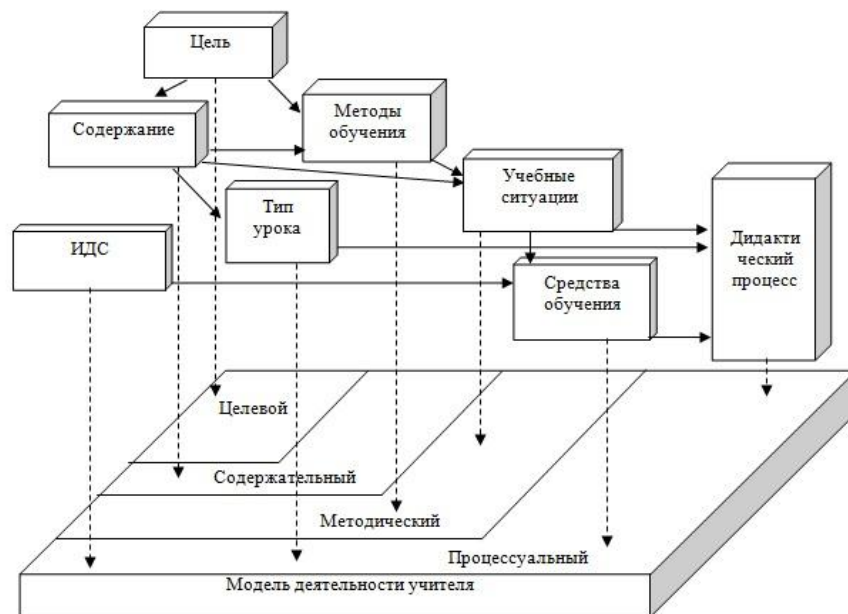 Цель
Методы
обучения
Содержание
Учебные
ситуации
Тип
урока
Дидакти
ческий
процесс
ИДС
Средства
обучения
Целевой
Содержательный
Методический
Процессуальный
Модель деятельности учителя